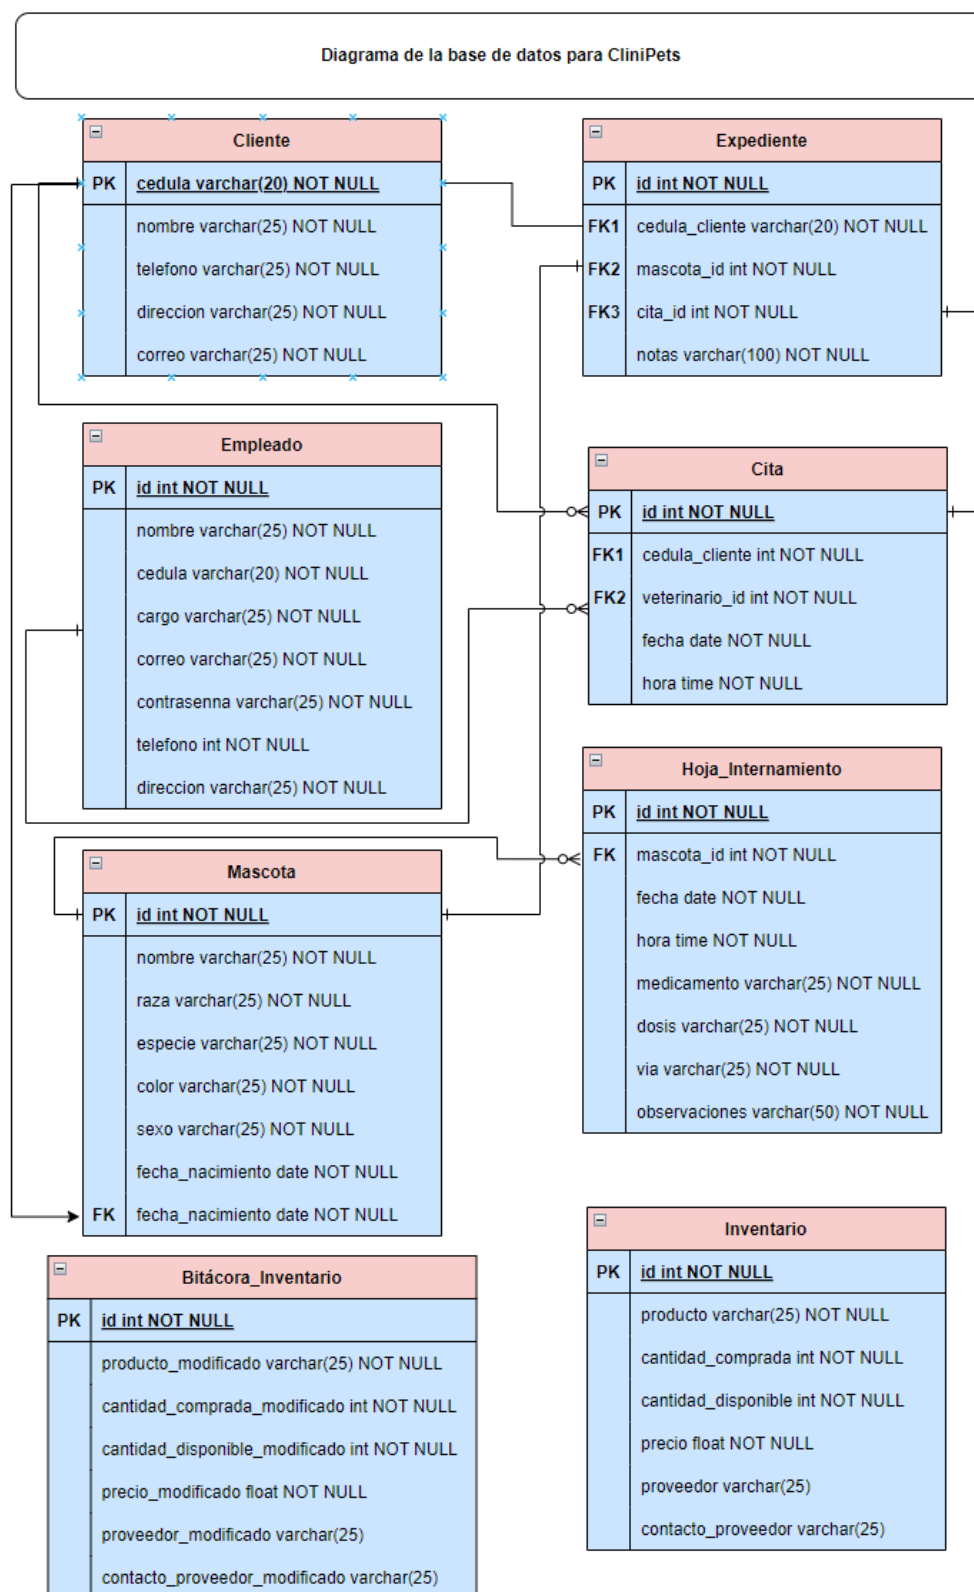 Diagrama de la base de datos para CliniPets
Cliente
PK cedula varchar(20) NOT NULL
nombre varchar(25) NOT NULL
telefono varchar(25) NOT NULL
direccion varchar(25) NOT NULL
correo varchar(25) NOT NULL
Expediente
PK id int NOT NULL
FK1 cedula_cliente varchar(20) NOT NULL
FK2 mascota_id int NOT NULL
FK3 cita_id int NOT NULL
notas varchar(100) NOT NULL
Empleado
PK id int NOT NULL
nombre varchar(25) NOT NULL
cedula varchar(20) NOT NULL
cargo varchar(25) NOT NULL
correo varchar(25) NOT NULL
contrasenna varchar(25) NOT NULL
telefono int NOT NULL
direccion varchar(25) NOT NULL
Cita
PK id int NOT NULL
FK1 cedula_cliente int NOT NULL
FK2 veterinario_id int NOT NULL
fecha date NOT NULL
hora time NOT NULL
Mascota
PK id int NOT NULL
nombre varchar(25) NOT NULL
raza varchar(25) NOT NULL
especie varchar(25) NOT NULL
color varchar(25) NOT NULL
sexo varchar(25) NOT NULL
fecha_nacimiento date NOT NULL
FK fecha_nacimiento date NOT NULL
Hoja_Internamiento
PK id int NOT NULL
FK mascota_id int NOT NULL
fecha date NOT NULL
hora time NOT NULL
medicamento varchar(25) NOT NULL
dosis varchar(25) NOT NULL
via varchar(25) NOT NULL
observaciones varchar(50) NOT NULL
Bitácora_Inventario
PK id int NOT NULL
producto_modificado varchar(25) NOT NULL
cantidad_comprada_modificado int NOT NULL
cantidad_disponible_modificado int NOT NULL
precio_modificado float NOT NULL
proveedor_modificado varchar(25)
contacto_proveedor_modificado varchar(25)
Inventario
PK id int NOT NULL
producto varchar(25) NOT NULL
cantidad_comprada int NOT NULL
cantidad_disponible int NOT NULL
precio float NOT NULL
proveedor varchar(25)
contacto_proveedor varchar(25)